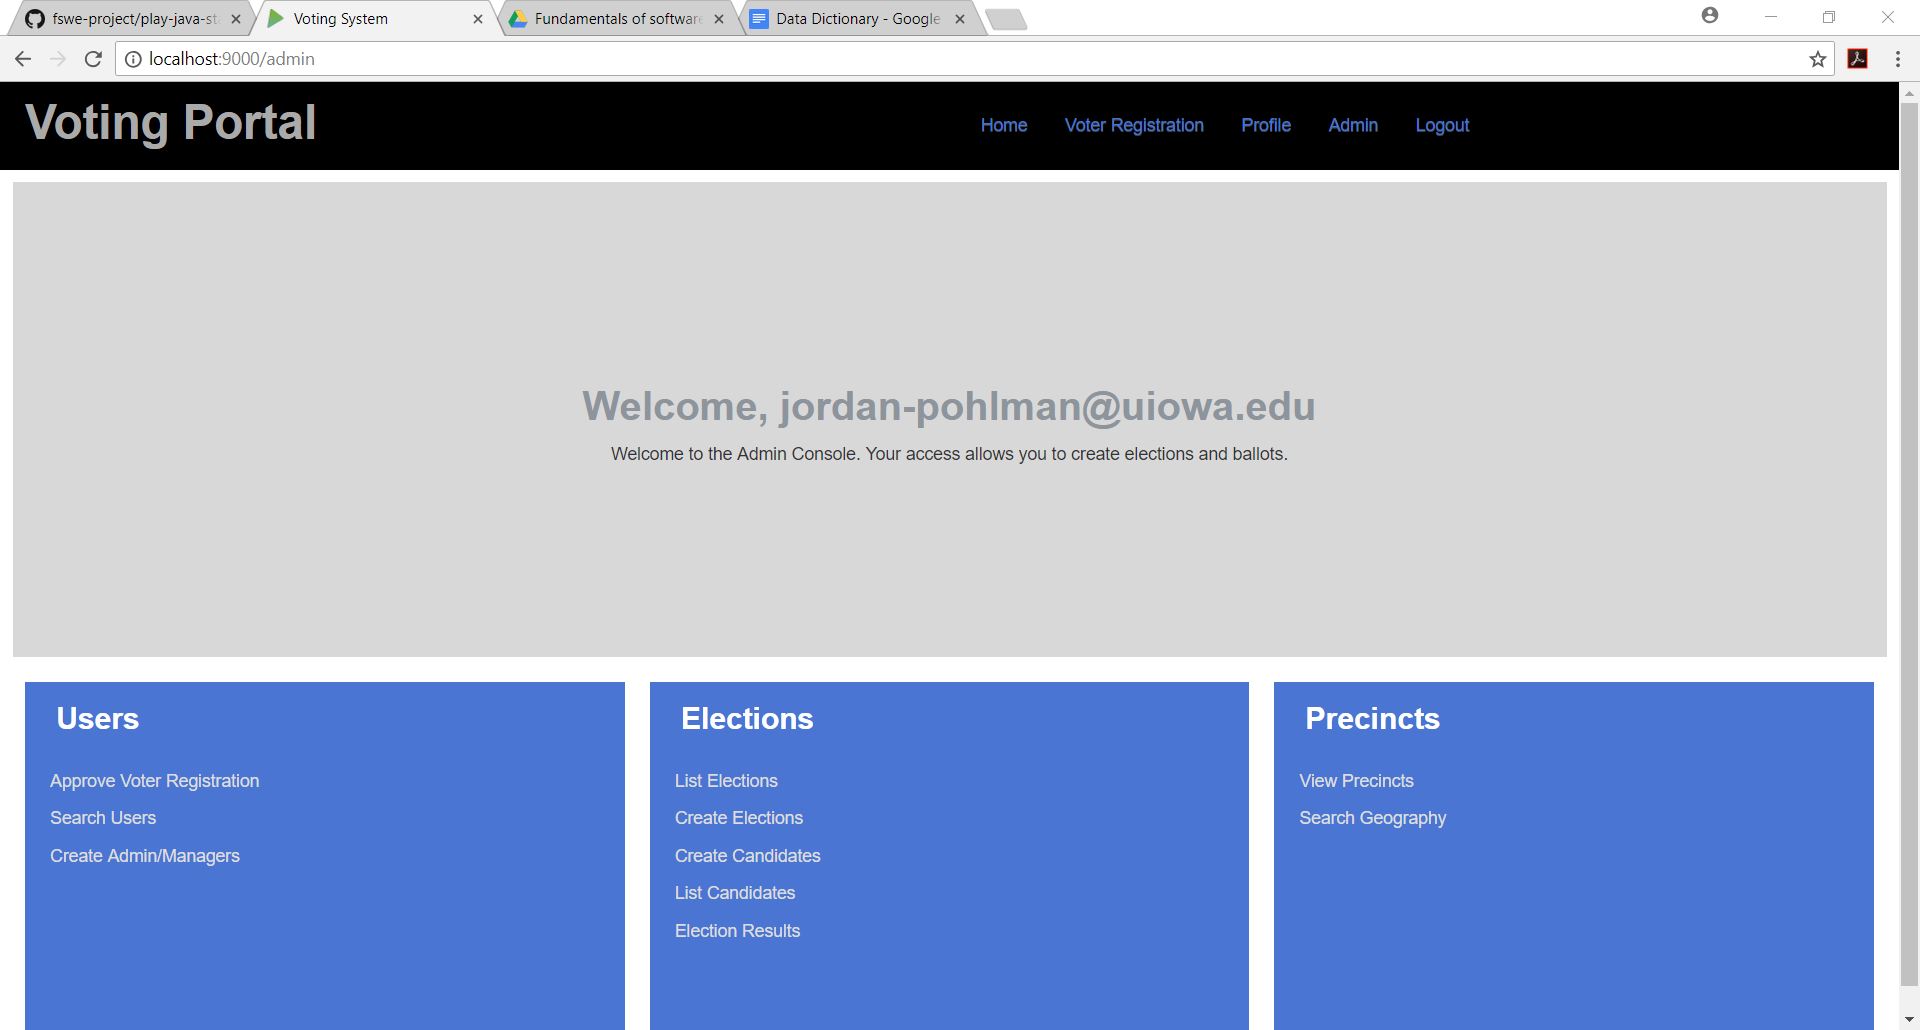 fswe-project/play-java-st
Voting System
Fundamentals of software
Data Dictionary - Google
localhost:9000/admin
Voting Portal
Home Voter Registration Profile Admin Logout
Welcome, jordan-pohlman@uiowa.edu
Welcome to the Admin Console. Your access allows you to create elections and ballots.
Users
Approve Voter Registration
Search Users
Create Admin/Managers
Elections
List Elections
Create Elections
Create Candidates
List Candidates
Election Results
Precincts
View Precincts
Search Geography